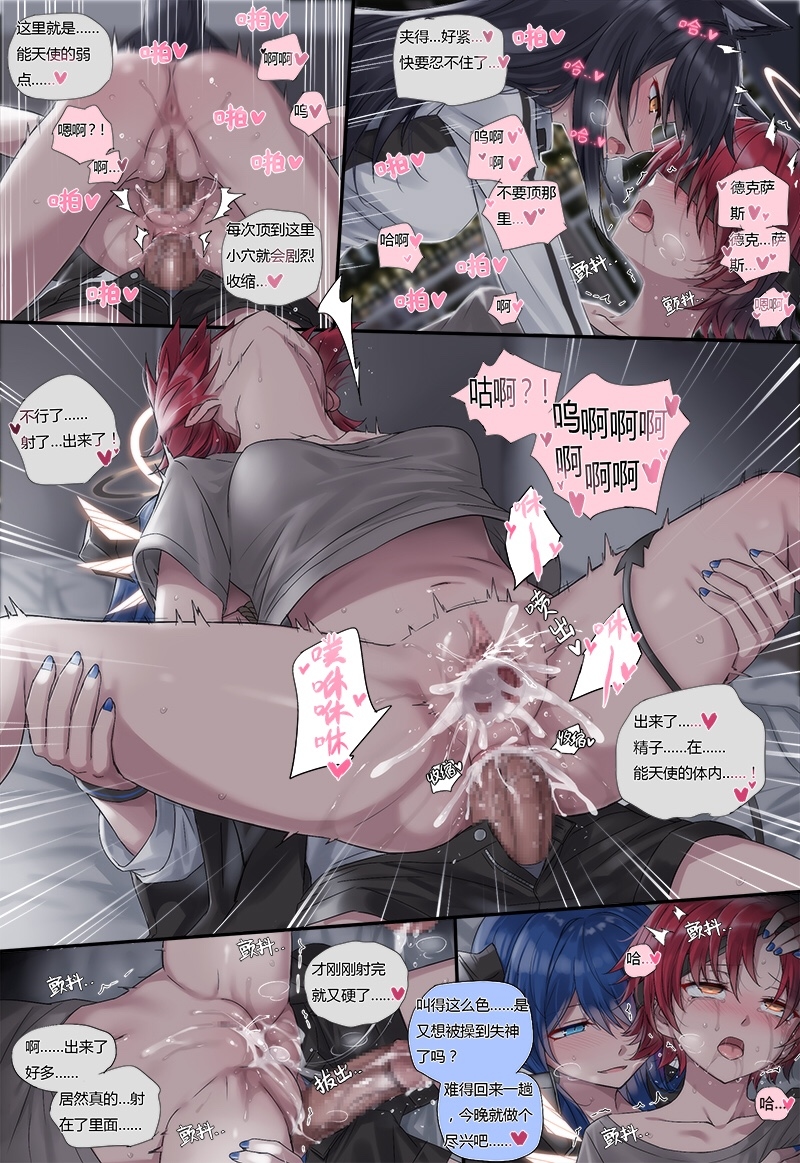 这里就是……
能天使的弱
点……♥
啪♥
啊啊♥
啪♥
呜♥
嗯啊?!
啊…♥
啪♥
啪♥
啪♥
每次顶到这里
小穴就会剧烈
收缩…♥
啪♥
夹得…好紧…♥
快要忍不住了…♥
啪♥
哈…♥
哈…♥
哈…♥
呜啊♥
啊♥
啪♥
不要顶那
里…♥♥
德克萨
斯♥♥
德克…萨
斯…♥♥
哈啊♥
啪♥
颤抖…
颤抖…
啪♥
啊♥
嗯啊♥
不行了……
射了…出来了!
咕啊?!
呜啊啊啊
啊啊啊
咻
喷出♥
咻
噗
咻
咻
咻
♥
收缩♥
收缩♥
出来了……♥
精子……在……
能天使的体内……!
颤抖…
颤抖…
才刚刚射完
就又硬了……♥
啊……出来了
好多……
居然真的…射
在了里面……
拔出…
颤抖…
颤抖…
哈…♥
叫得这么色……是
又想被操到失神
了吗?
难得回来一趟
,今晚就做个
尽兴吧……♥
哈…♥
颤抖…